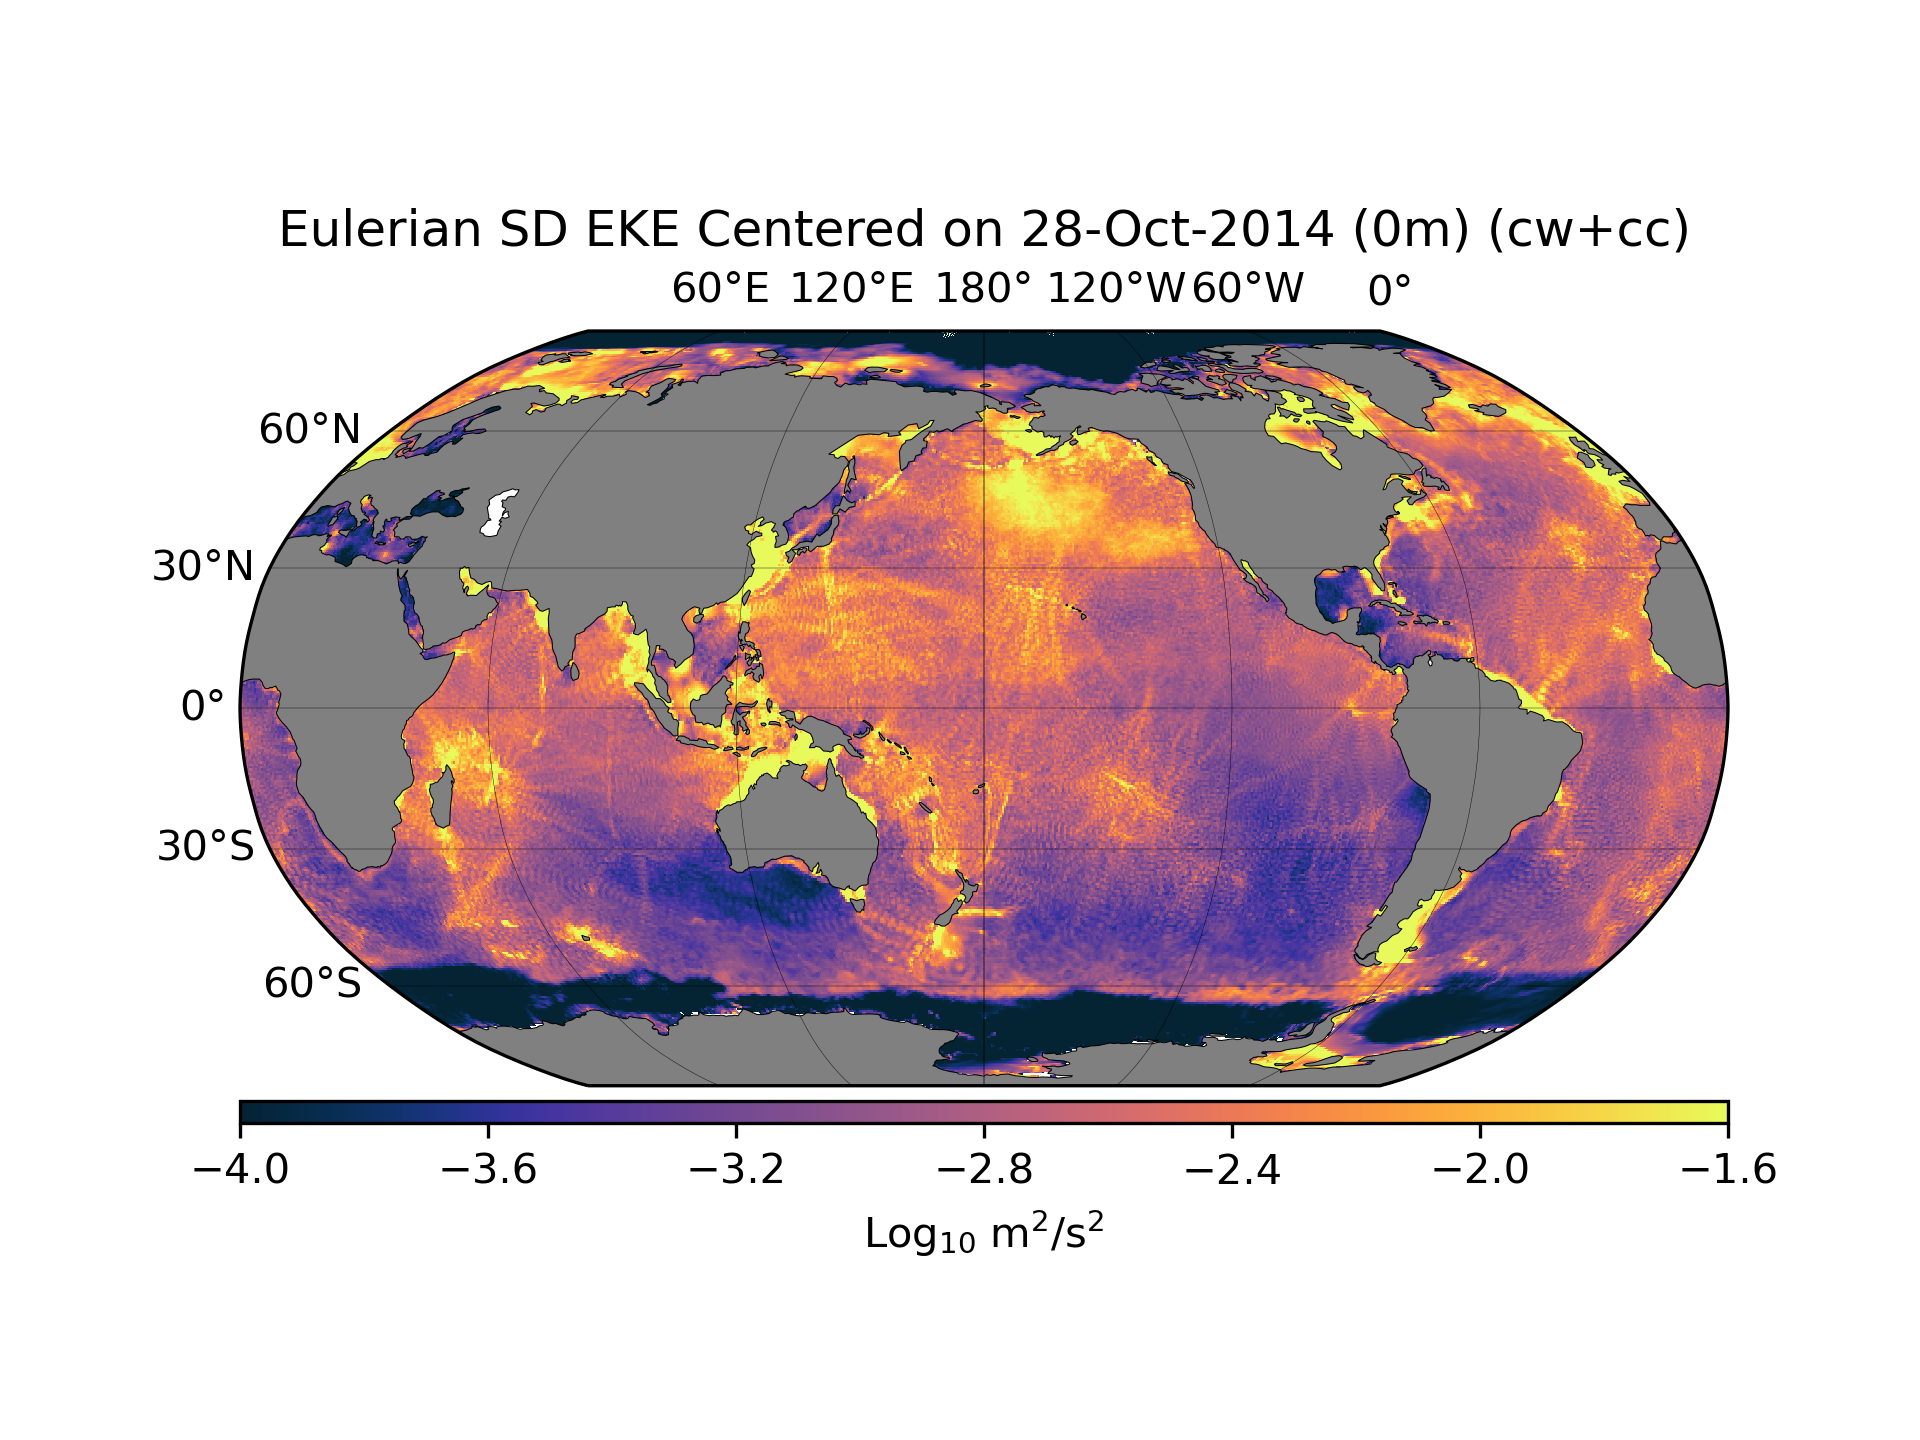 Eulerian SD EKE Centered on 28-Oct-2014 (0m) (cw+cc)
60°E 120°E 180° 120°W 60°W 0°
60°N
30°N
0°
30°S
60°S
−4.0 −3.6 −3.2 −2.8 −2.4 −2.0 −1.6
Log₁₀ m²/s²